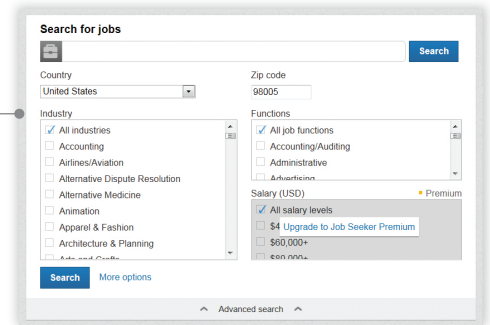 Search for jobs
Search
Country
Zip code
United States
98005
Industry
Functions
All industries
Accounting
Airlines/Aviation
Alternative Dispute Resolution
Alternative Medicine
Animation
Apparel & Fashion
Architecture & Planning
Arts and Crafts
All job functions
Accounting/Auditing
Administrative
Advertising
Salary (USD)
Premium
All salary levels
$4
Upgrade to Job Seeker Premium
$60,000+
$80,000+
Search
More options
Advanced search